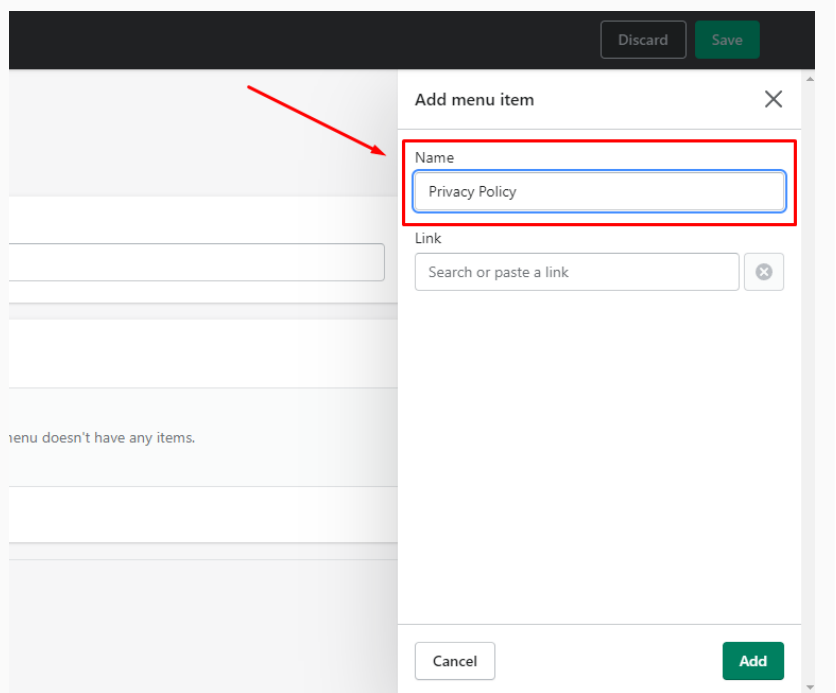 Discard Save
Add menu item
Name
Privacy Policy
Link
Search or paste a link
doesn't have any items.
Cancel Add